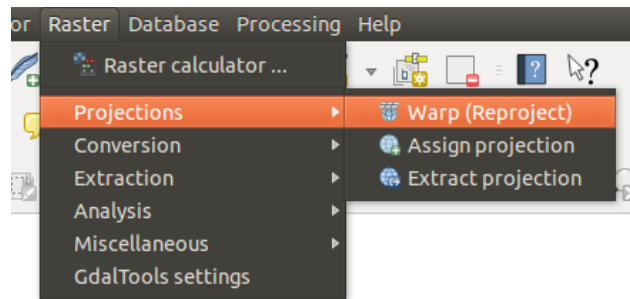 or Raster Database Processing Help
Raster calculator ...
Projections
Warp (Reproject)
Conversion
Assign projection
Extraction
Extract projection
Analysis
Miscellaneous
GdalTools settings